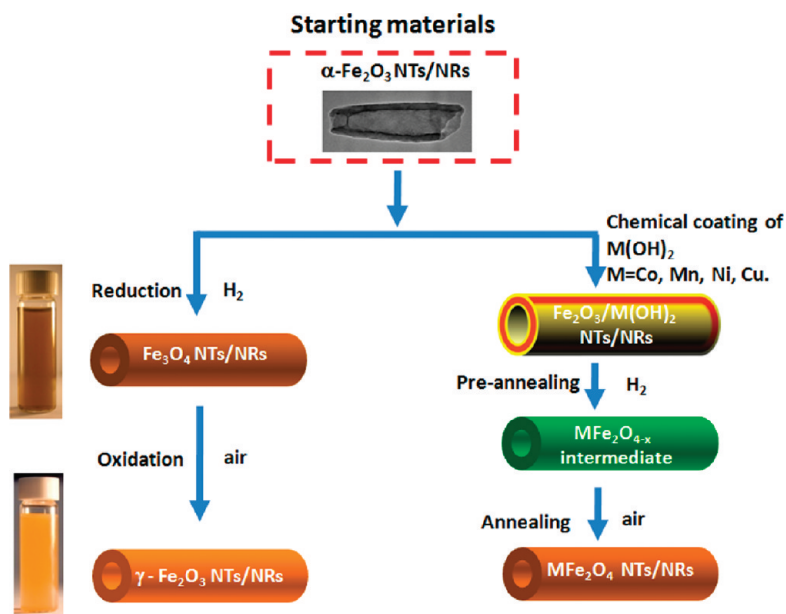 Starting materials
α-Fe₂O₃ NTs/NRs
Chemical coating of
M(OH)₂
M=Co, Mn, Ni, Cu.
Reduction H₂
Fe₃O₄ NTs/NRs
Fe₂O₃/M(OH)₂
NTs/NRs
Pre-annealing H₂
MFe₂O₄₋ₓ
intermediate
Oxidation air
Annealing air
γ - Fe₂O₃ NTs/NRs
MFe₂O₄ NTs/NRs